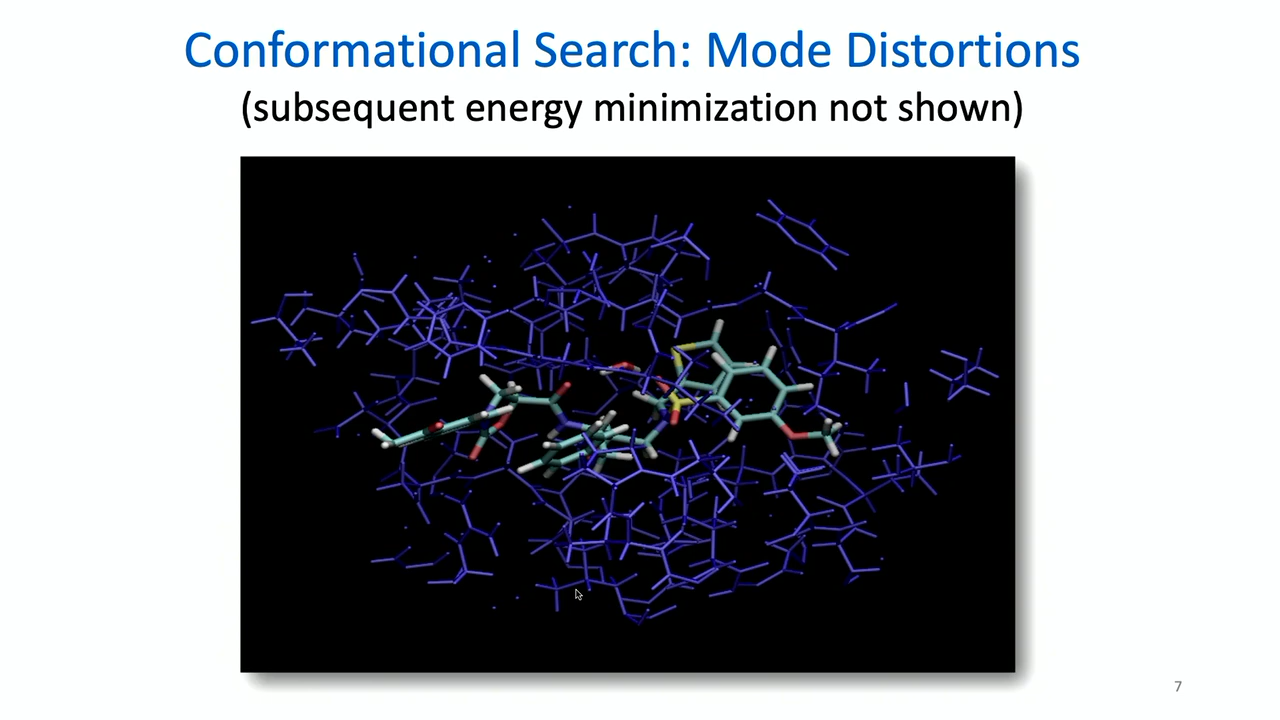 Conformational Search: Mode Distortions
(subsequent energy minimization not shown)
7